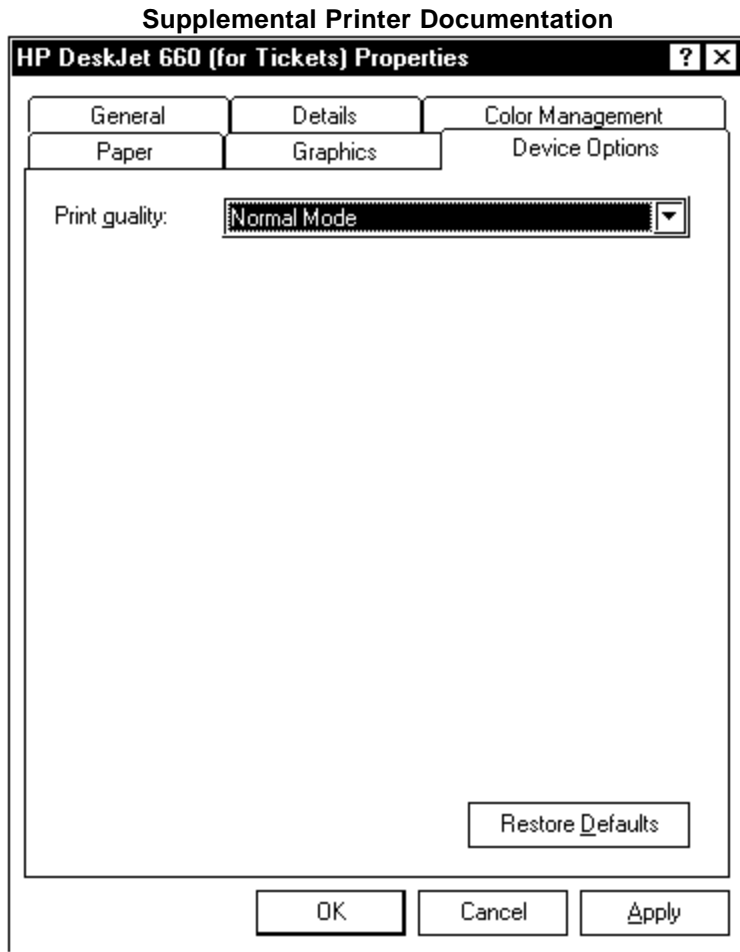 Supplemental Printer Documentation
HP DeskJet 660 (for Tickets) Properties
General Details Color Management
Paper Graphics Device Options
Print quality: Normal Mode
Restore Defaults
OK Cancel Apply